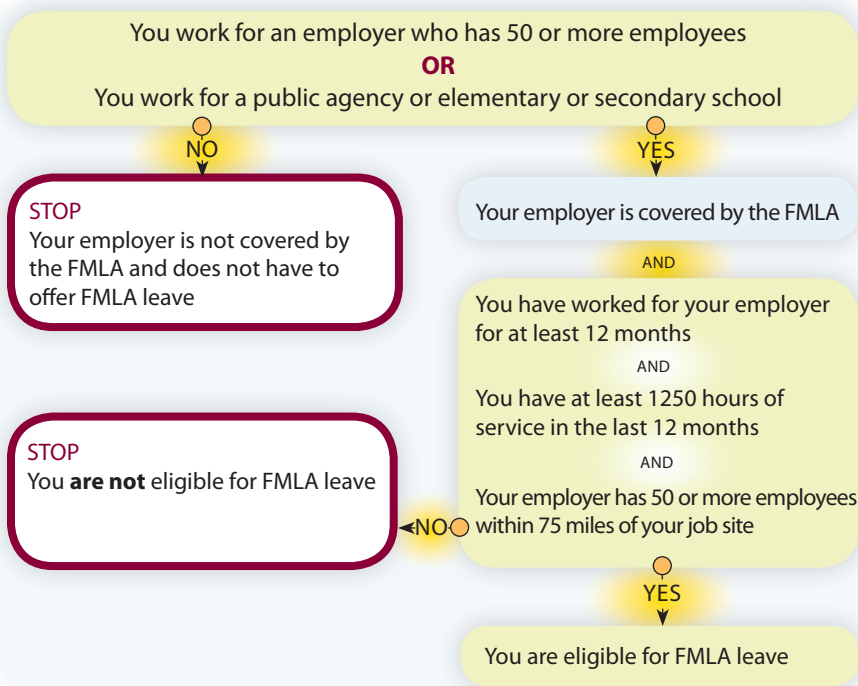 You work for an employer who has 50 or more employees
OR
You work for a public agency or elementary or secondary school
NO
YES
STOP
Your employer is not covered by
the FMLA and does not have to
offer FMLA leave
Your employer is covered by the FMLA
AND
You have worked for your employer
for at least 12 months
AND
You have at least 1250 hours of
service in the last 12 months
AND
Your employer has 50 or more employees
within 75 miles of your job site
NO
STOP
You are not eligible for FMLA leave
YES
You are eligible for FMLA leave